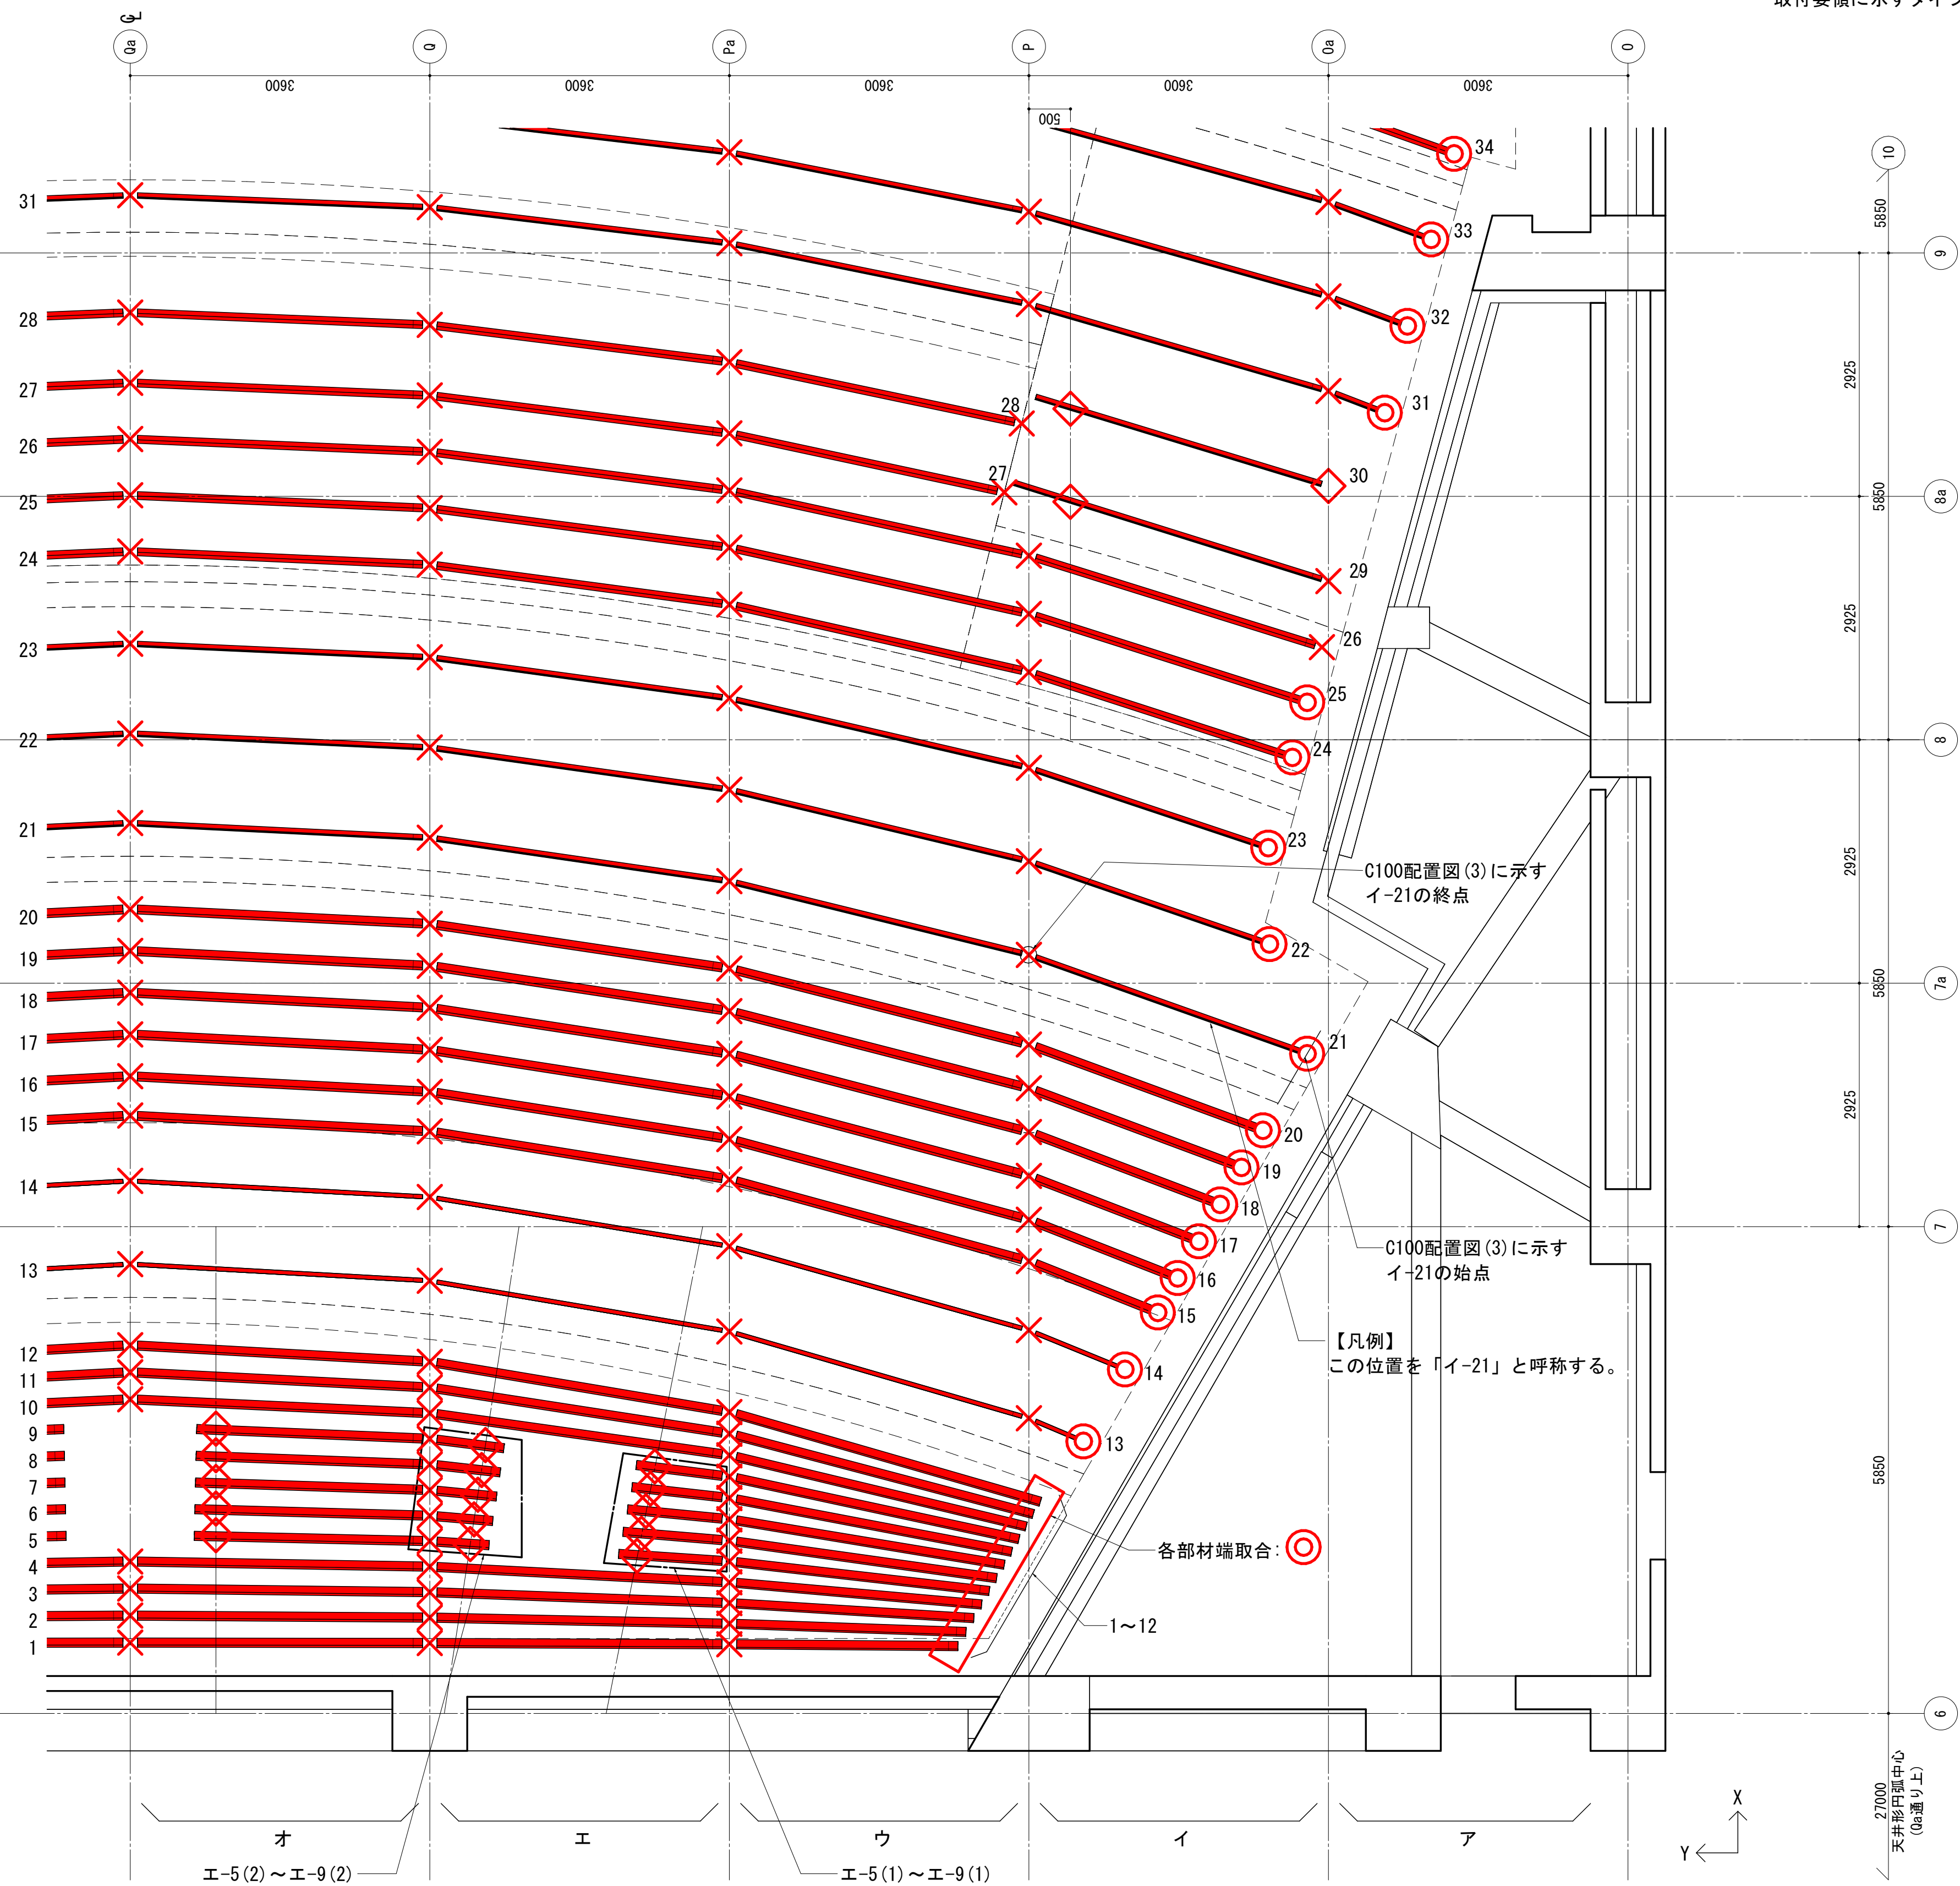 取付要領に示すタイプ
℄
Qa
Q
Pa
P
Oa
O
3600
3600
3600
3600
3600
500
10
5850
9
2925
5850
8a
2925
8
2925
5850
7a
2925
7
5850
6
27000
天井形円弧中心
(Qa通り上)
31
28
27
26
25
24
23
22
21
20
19
18
17
16
15
14
13
12
11
10
9
8
7
6
5
4
3
2
1
34
33
32
31
28
30
27
29
26
25
24
23
22
21
20
19
18
17
16
15
14
13
C100配置図(3)に示す
イ-21の終点
C100配置図(3)に示す
イ-21の始点
【凡例】
この位置を「イ-21」と呼称する。
各部材端取合:
1～12
オ
エ
ウ
イ
ア
エ-5(2)～エ-9(2)
エ-5(1)～エ-9(1)
X
Y